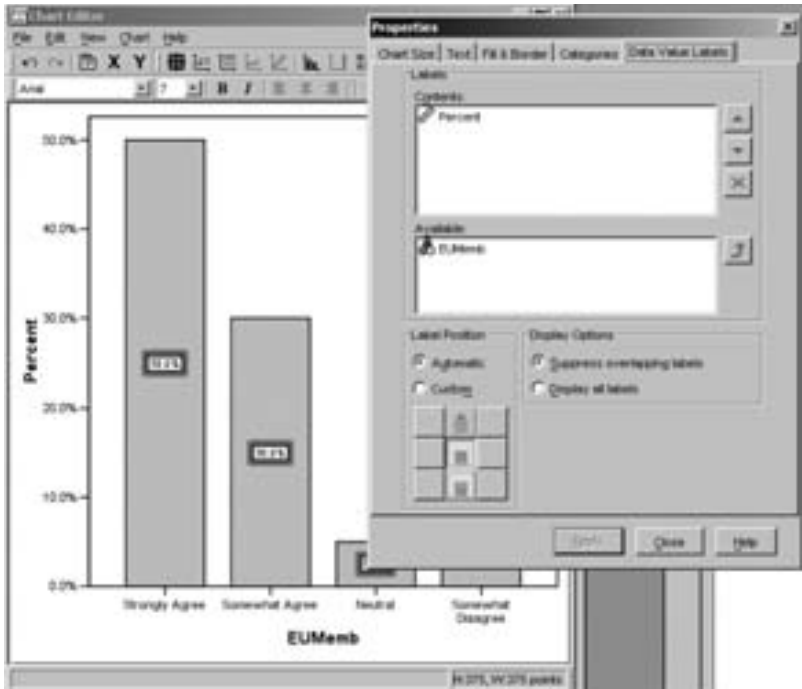 Chart Editor
File Edit View Chart Help
X Y
Arial 7 B I
50.0%
40.0%
30.0%
20.0%
10.0%
0.0%
Percent
Strongly Agree Somewhat Agree Neutral Somewhat
Disagree
EUMemb
H:375, W:375 points
Properties
Chart Size Text Fill & Border Categories Data Value Labels
Labels
Contents:
Percent
Available:
EUMemb
Label Position
Automatic
Custom
Display Options
Suppress overlapping labels
Display all labels
Apply Close Help